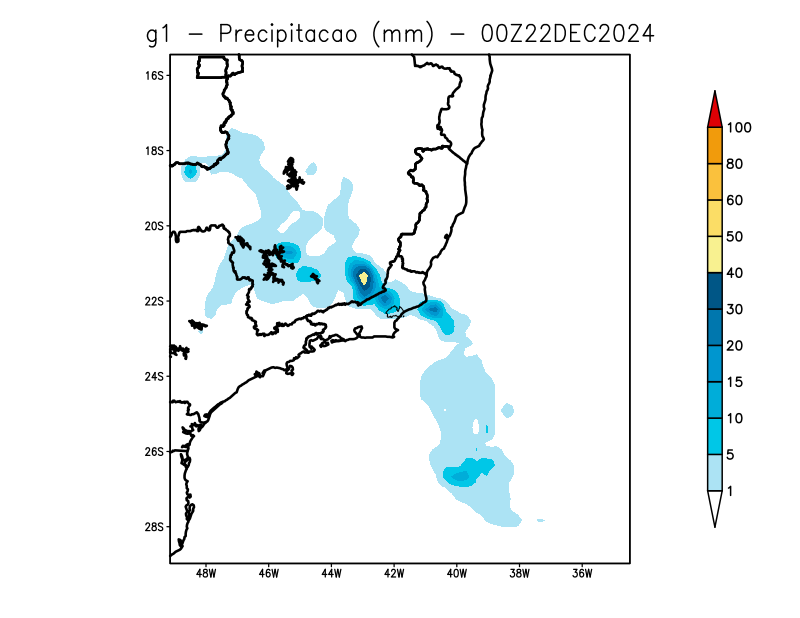 g1 – Precipitacao (mm) – 00Z22DEC2024
16S
18S
20S
22S
24S
26S
28S
48W 46W 44W 42W 40W 38W 36W
100
80
60
50
40
30
20
15
10
5
1